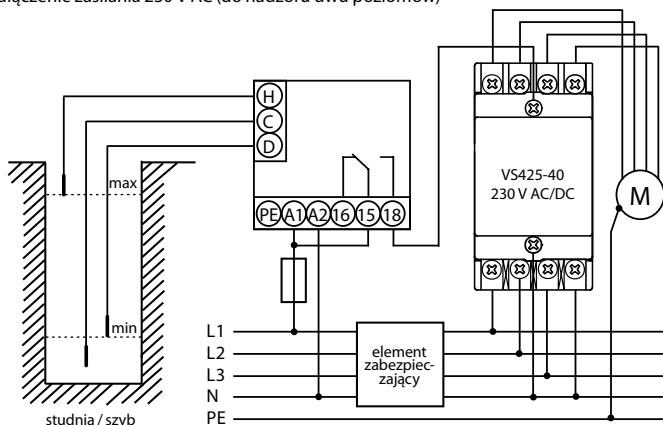 łączenie zasilania 230 V AC (do nadzoru dwu poziomów)
H
C
D
max
min
PE A1 A2 16 15 18
VS425-40
230 V AC/DC
M
L1
L2
L3
N
PE
element
zabezpiec-
zający
studnia / szyb